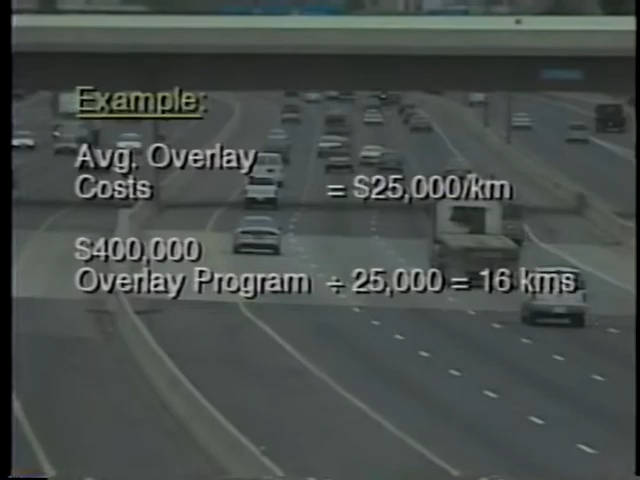 Example:
Avg. Overlay
Costs = $25,000/km
$400,000
Overlay Program ÷ 25,000 = 16 kms